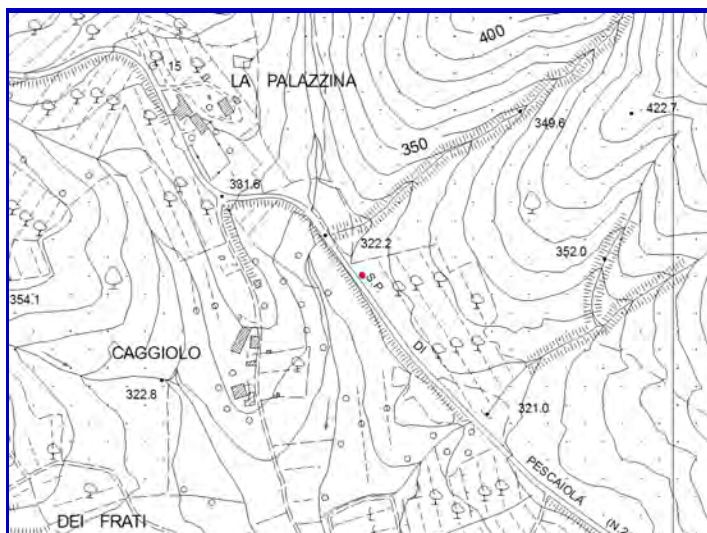 400
15
LA PALAZZINA
422.7
349.6
350
331.6
322.2
352.0
S.P.
354.1
DI
CAGGIOLO
322.8
321.0
PESCAIOLA
DEI FRATI